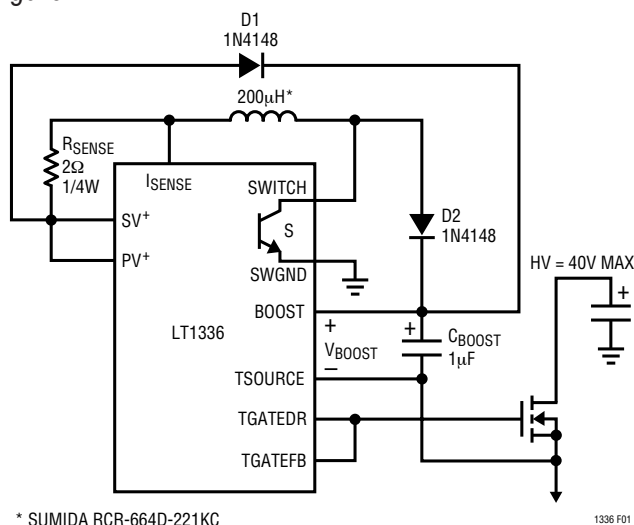 D1
1N4148
200μH*
RSENSE
2Ω
1/4W
ISENSE
SWITCH
SV+
S
D2
1N4148
PV+
SWGND
HV = 40V MAX
+
BOOST
LT1336
+
VBOOST
–
+
CBOOST
1μF
TSOURCE
TGATEDR
TGATEFB
* SUMIDA RCR-664D-221KC
1336 F01